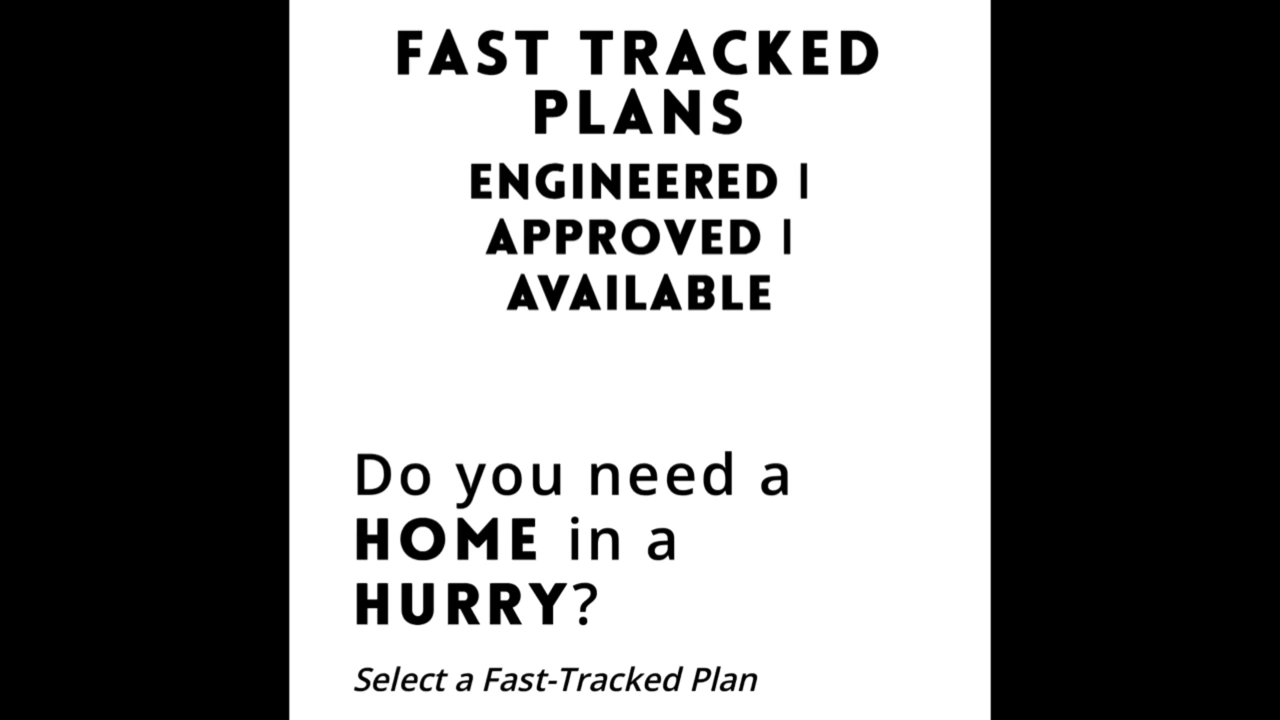 FAST TRACKED
PLANS
ENGINEERED |
APPROVED |
AVAILABLE
Do you need a
HOME in a
HURRY?
Select a Fast-Tracked Plan